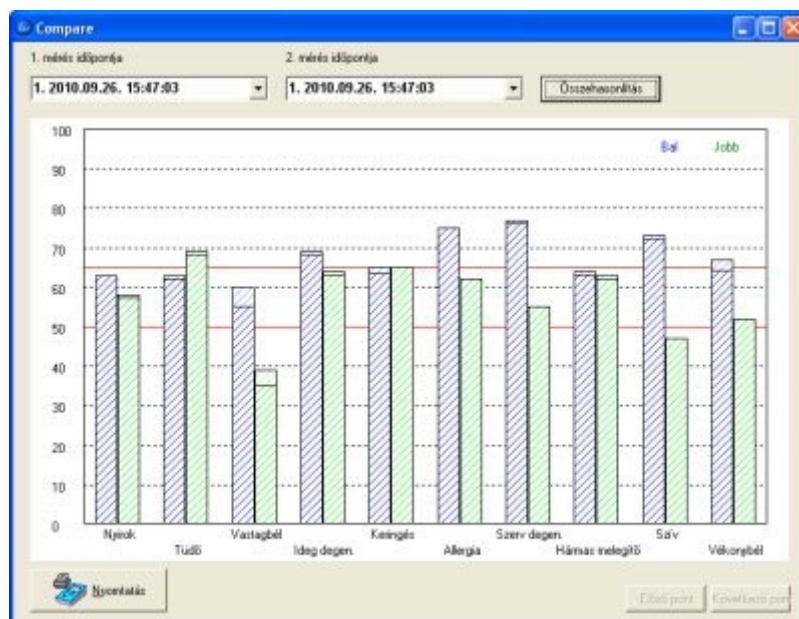 Compare
1. mérés időpontja 2. mérés időpontja
1. 2010.09.26. 15:47:03 1. 2010.09.26. 15:47:03 Összehasonlítás
100
Bal Jobb
90
80
70
60
50
40
30
20
10
0
Nyirok Vastagbél Keringés Szerv degen. Szív
Tüdő Ideg degen. Allergia Hármas melegítő Vékonybél
Nyomtatás
Előző pont Következő pont